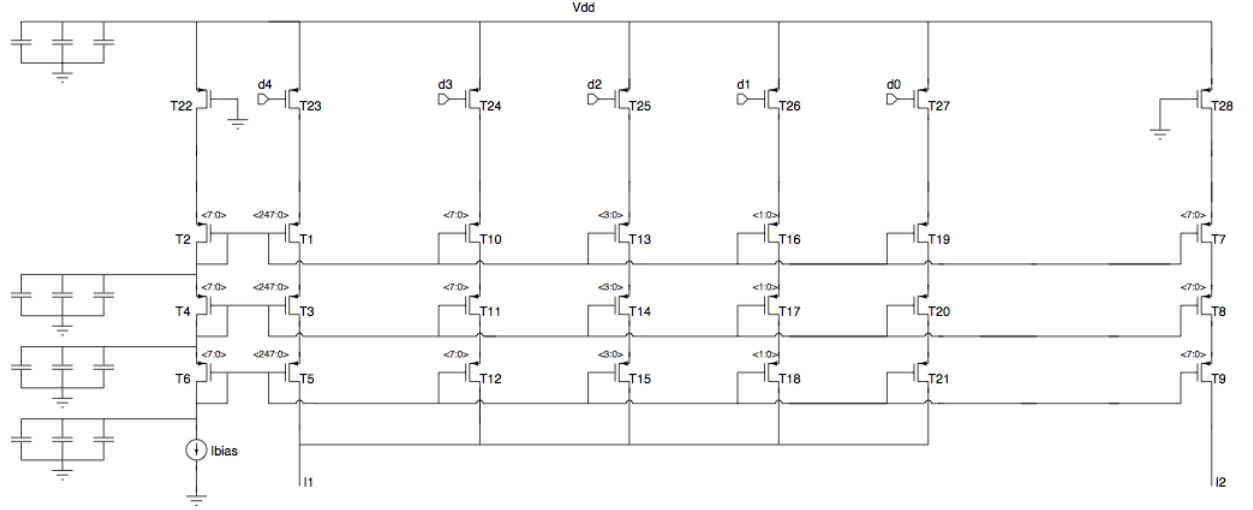 Vdd
d4 d3 d2 d1 d0
T22 T23 T24 T25 T26 T27 T28
<7:0> <247:0> <7:0> <3:0> <1:0> <7:0>
T2 T1 T10 T13 T16 T19 T7
<7:0> <247:0> <7:0> <3:0> <1:0> <7:0>
T4 T3 T11 T14 T17 T20 T8
<7:0> <247:0> <7:0> <3:0> <1:0> <7:0>
T6 T5 T12 T15 T18 T21 T9
Ibias
I1 I2